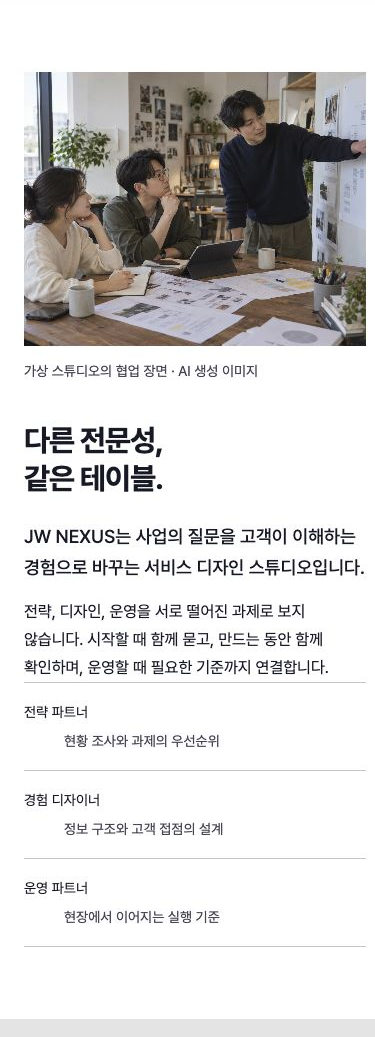 가상 스튜디오의 협업 장면 · AI 생성 이미지
다른 전문성,
같은 테이블.
JW NEXUS는 사업의 질문을 고객이 이해하는
경험으로 바꾸는 서비스 디자인 스튜디오입니다.
전략, 디자인, 운영을 서로 떨어진 과제로 보지
않습니다. 시작할 때 함께 묻고, 만드는 동안 함께
확인하며, 운영할 때 필요한 기준까지 연결합니다.
전략 파트너
현황 조사와 과제의 우선순위
경험 디자이너
정보 구조와 고객 접점의 설계
운영 파트너
현장에서 이어지는 실행 기준